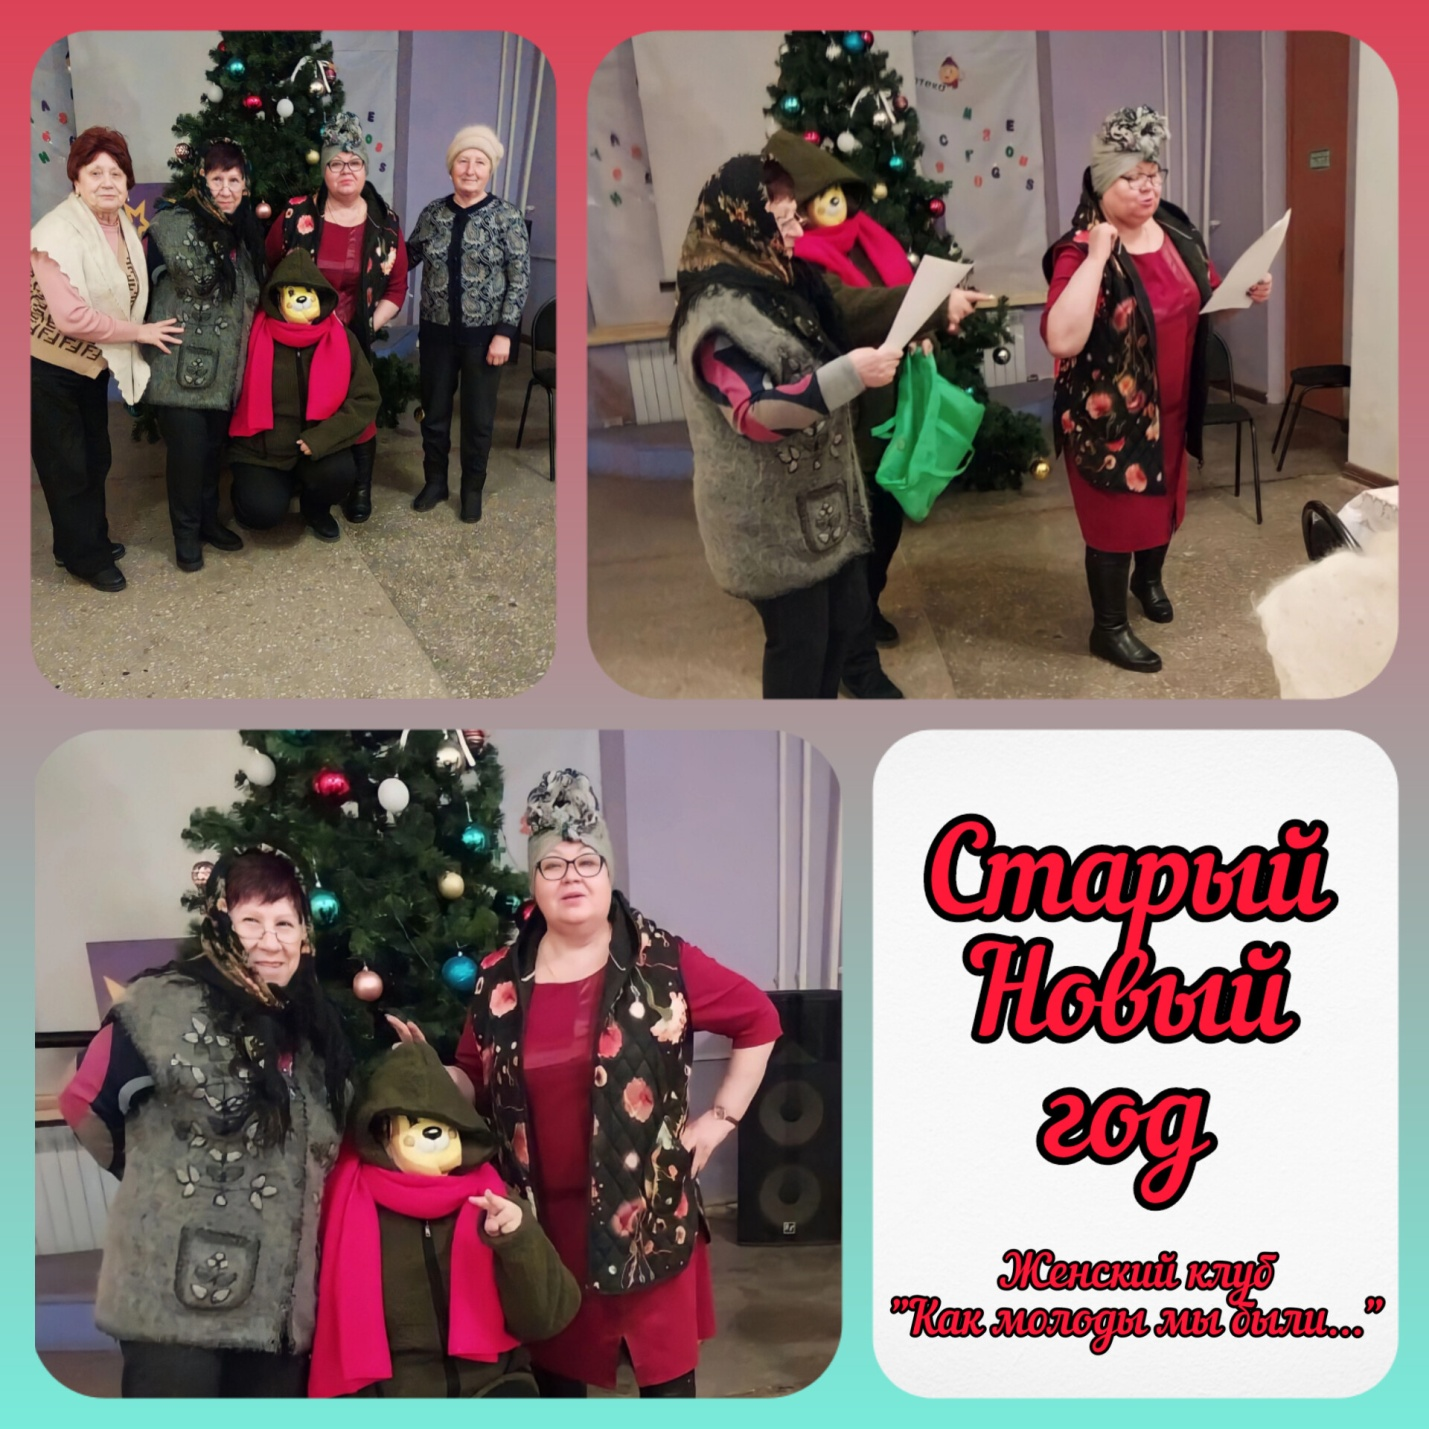 Старый
Новый
год
Женский клуб
"Как молоды мы были..."